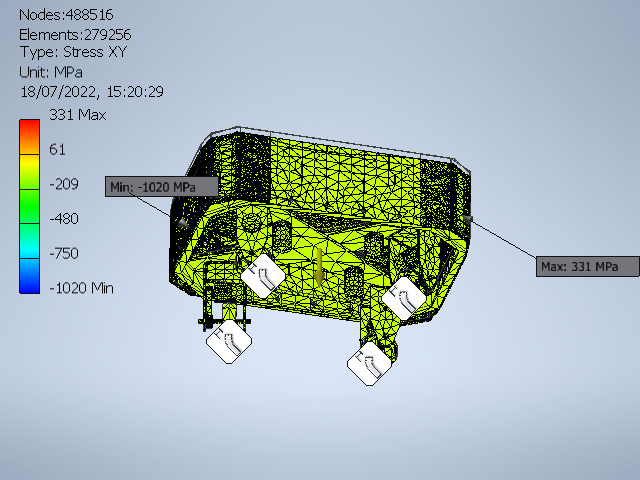 Nodes:488516
Elements:279256
Type: Stress XY
Unit: MPa
18/07/2022, 15:20:29
331 Max
61
-209
-480
-750
-1020 Min
Min: -1020 MPa
Max: 331 MPa